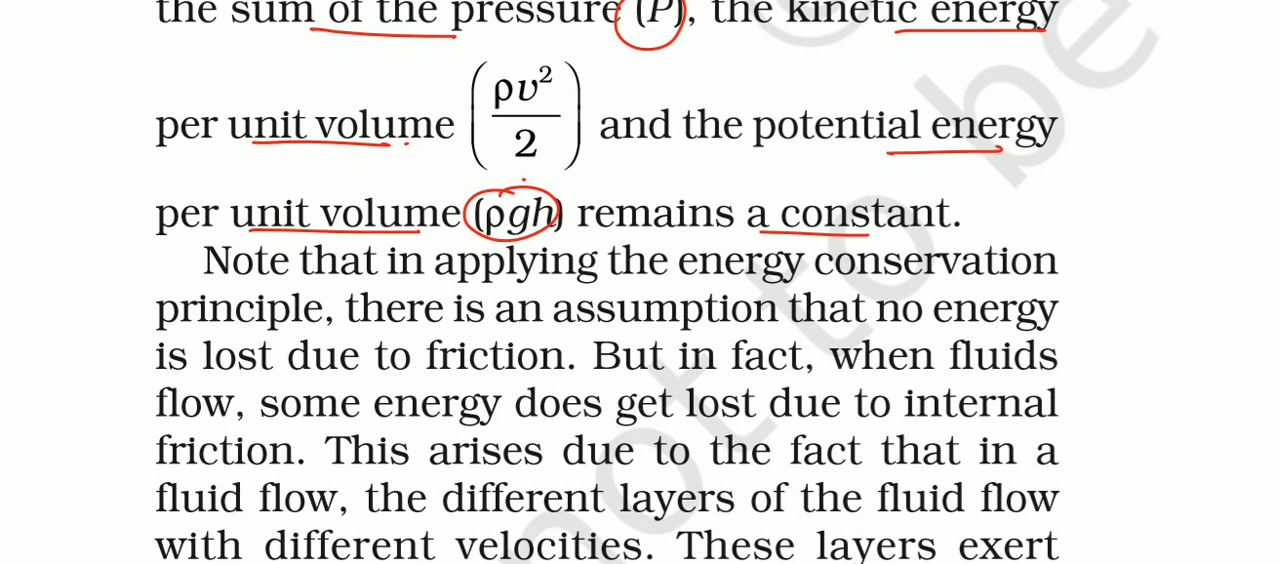 the sum of the pressure (P), the kinetic energy
per unit volume (ρv²/2) and the potential energy
per unit volume (ρgh) remains a constant.
Note that in applying the energy conservation
principle, there is an assumption that no energy
is lost due to friction. But in fact, when fluids
flow, some energy does get lost due to internal
friction. This arises due to the fact that in a
fluid flow, the different layers of the fluid flow
with different velocities. These layers exert
not to be